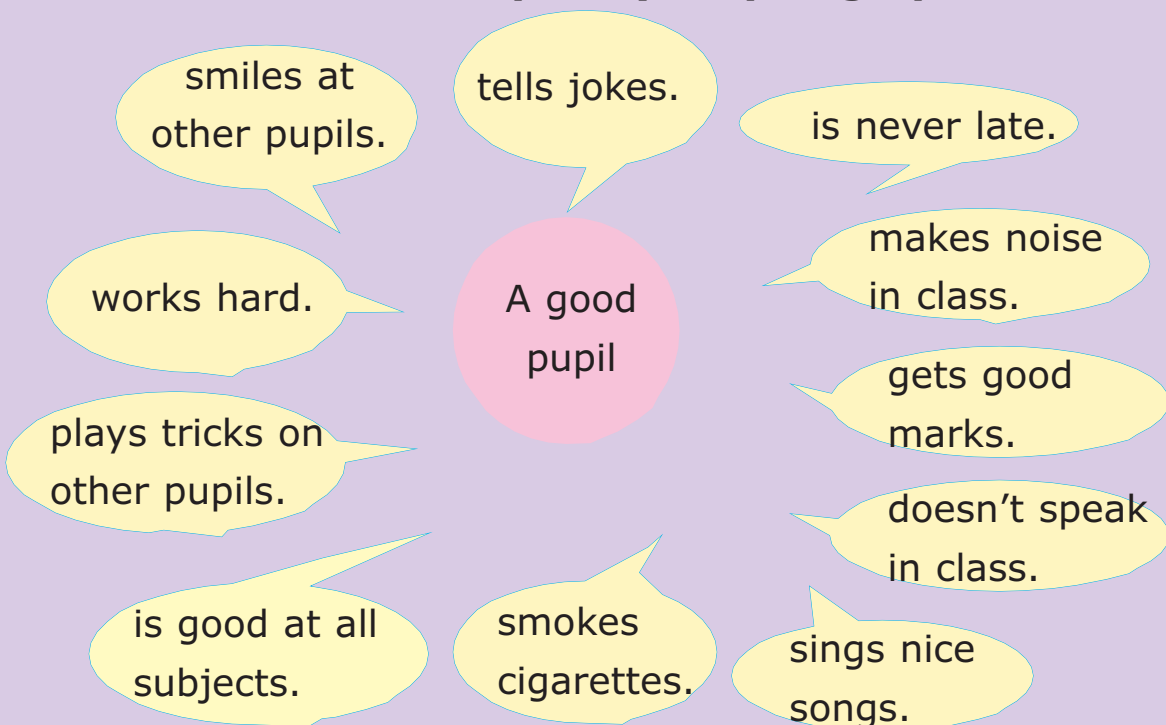 smiles at
other pupils.
tells jokes.
is never late.
works hard.
A good
pupil
makes noise
in class.
gets good
marks.
plays tricks on
other pupils.
doesn't speak
in class.
is good at all
subjects.
smokes
cigarettes.
sings nice
songs.